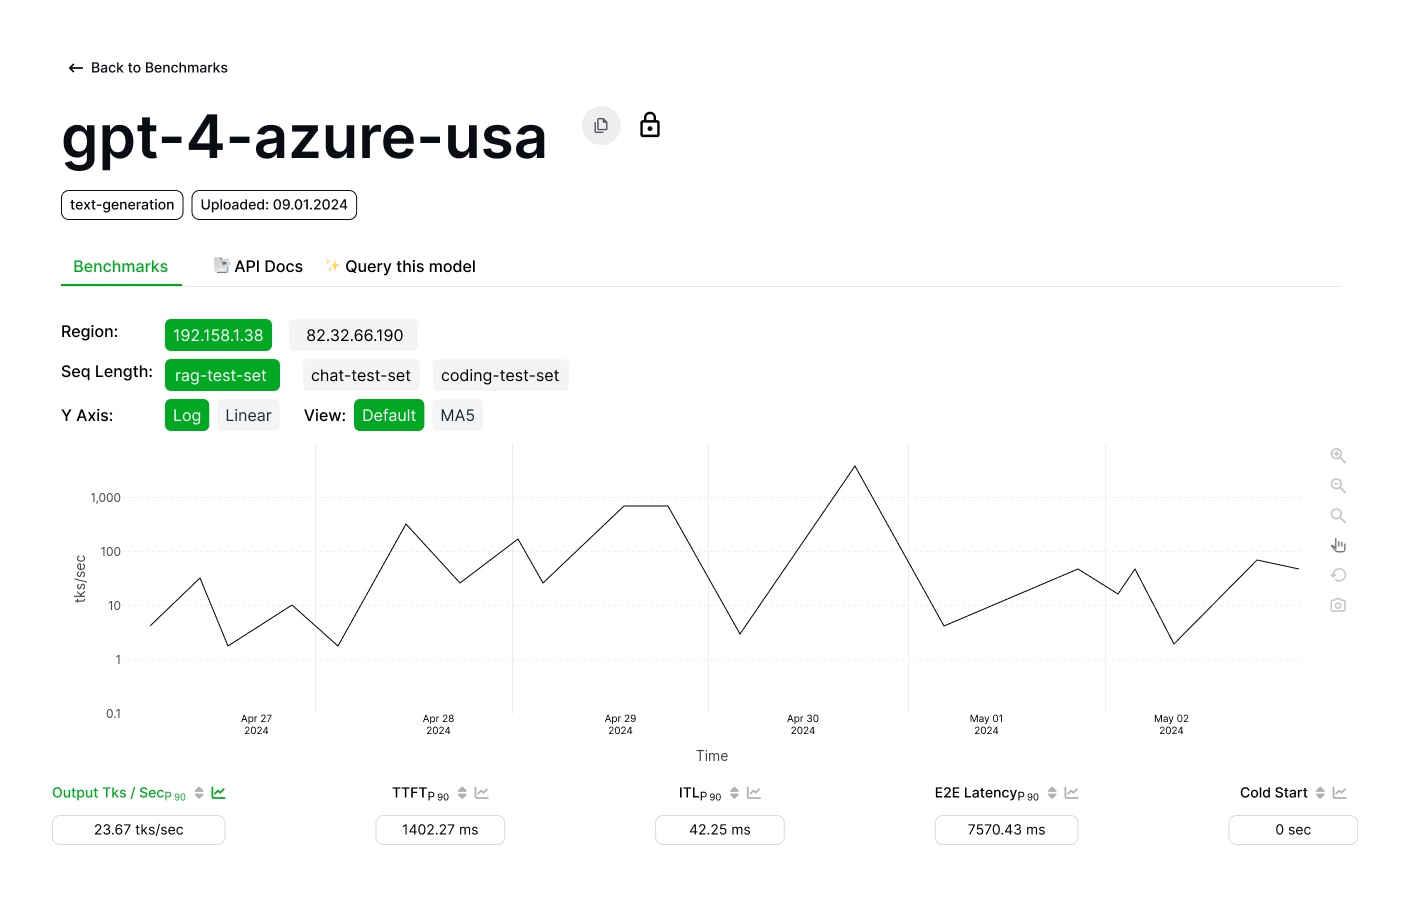 Back to Benchmarks
gpt-4-azure-usa
text-generation Uploaded: 09.01.2024
Benchmarks API Docs Query this model
Region: 192.158.1.38 82.32.66.190
Seq Length: rag-test-set chat-test-set coding-test-set
Y Axis: Log Linear View: Default MA5
1,000
100
10
1
0.1
tks/sec
Apr 27 Apr 28 Apr 29 Apr 30 May 01 May 02
2024 2024 2024 2024 2024 2024
Time
Output Tks / Sec P 90 TTFT P 90 ITL P 90 E2E Latency P 90 Cold Start
23.67 tks/sec 1402.27 ms 42.25 ms 7570.43 ms 0 sec